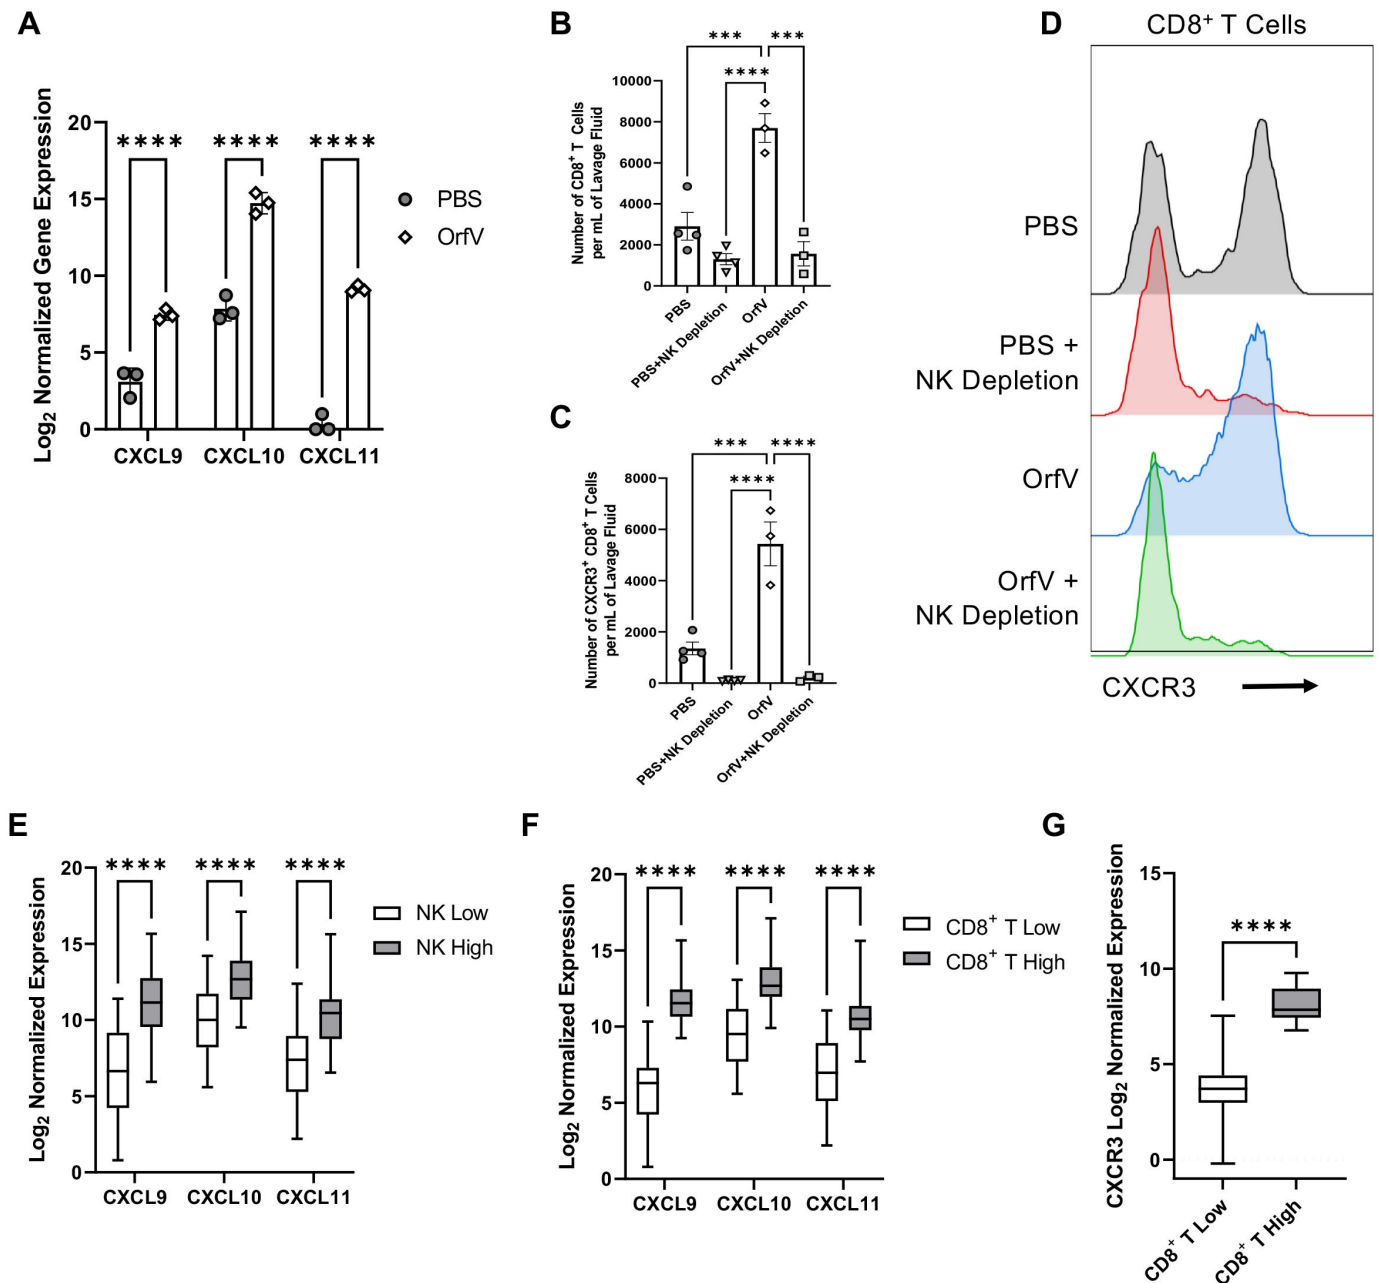 A
Log2 Normalized Gene Expression
20
15
10
5
0
**** **** ****
CXCL9 CXCL10 CXCL11
PBS
OrfV
B
Number of CD8+ T Cells
per mL of Lavage Fluid
10000
8000
6000
4000
2000
0
*** ***
****
PBS
PBS+NK Depletion
OrfV
OrfV+NK Depletion
C
Number of CXCR3+ CD8+ T Cells
per mL of Lavage Fluid
8000
6000
4000
2000
0
*** ****
****
PBS
PBS+NK Depletion
OrfV
OrfV+NK Depletion
D
CD8+ T Cells
PBS
PBS +
NK Depletion
OrfV
OrfV +
NK Depletion
CXCR3
E
Log2 Normalized Expression
20
15
10
5
0
**** **** ****
CXCL9 CXCL10 CXCL11
NK Low
NK High
F
Log2 Normalized Expression
20
15
10
5
0
**** **** ****
CXCL9 CXCL10 CXCL11
CD8+ T Low
CD8+ T High
G
CXCR3 Log2 Normalized Expression
15
10
5
0
****
CD8+ T Low
CD8+ T High